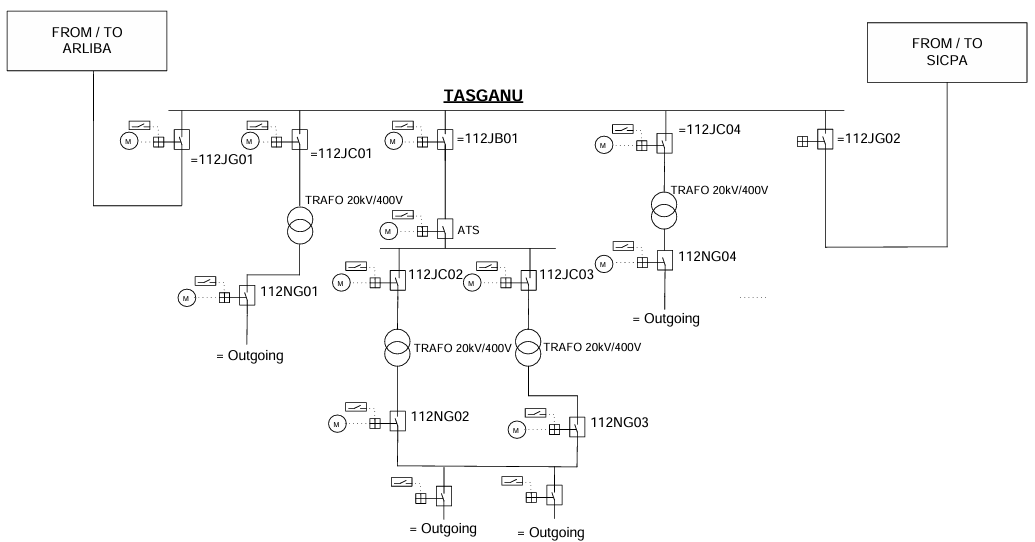 FROM / TO
ARLIBA
FROM / TO
SICPA
TASGANU
M
=112JG01
M
=112JC01
M
=112JB01
M
=112JC04
=112JG02
TRAFO 20kV/400V
TRAFO 20kV/400V
M
ATS
M
112NG04
M
112JC02
M
112JC03
M
112NG01
= Outgoing
= Outgoing
TRAFO 20kV/400V
TRAFO 20kV/400V
M
112NG02
M
112NG03
= Outgoing
= Outgoing